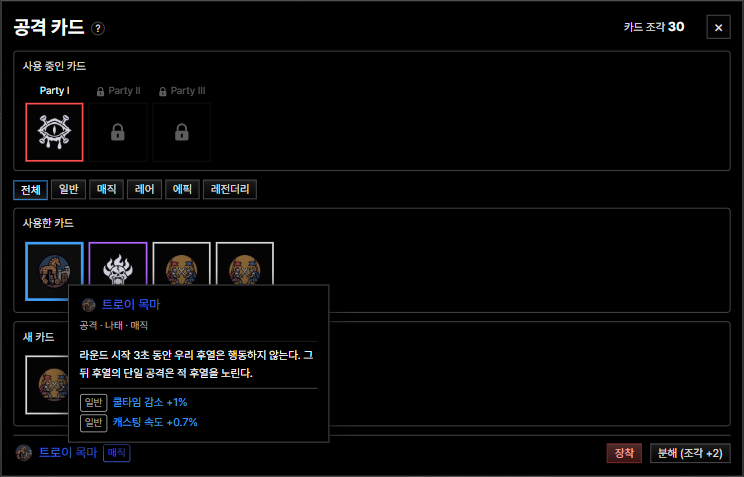 공격 카드 ?
카드 조각 30
×
사용 중인 카드
Party I
Party II
Party III
전체
일반
매직
레어
에픽
레전더리
사용한 카드
트로이 목마
공격 · 나태 · 매직
라운드 시작 3초 동안 우리 후열은 행동하지 않는다. 그
뒤 후열의 단일 공격은 적 후열을 노린다.
일반 쿨타임 감소 +1%
일반 캐스팅 속도 +0.7%
새 카드
트로이 목마 매직
장착
분해 (조각 +2)